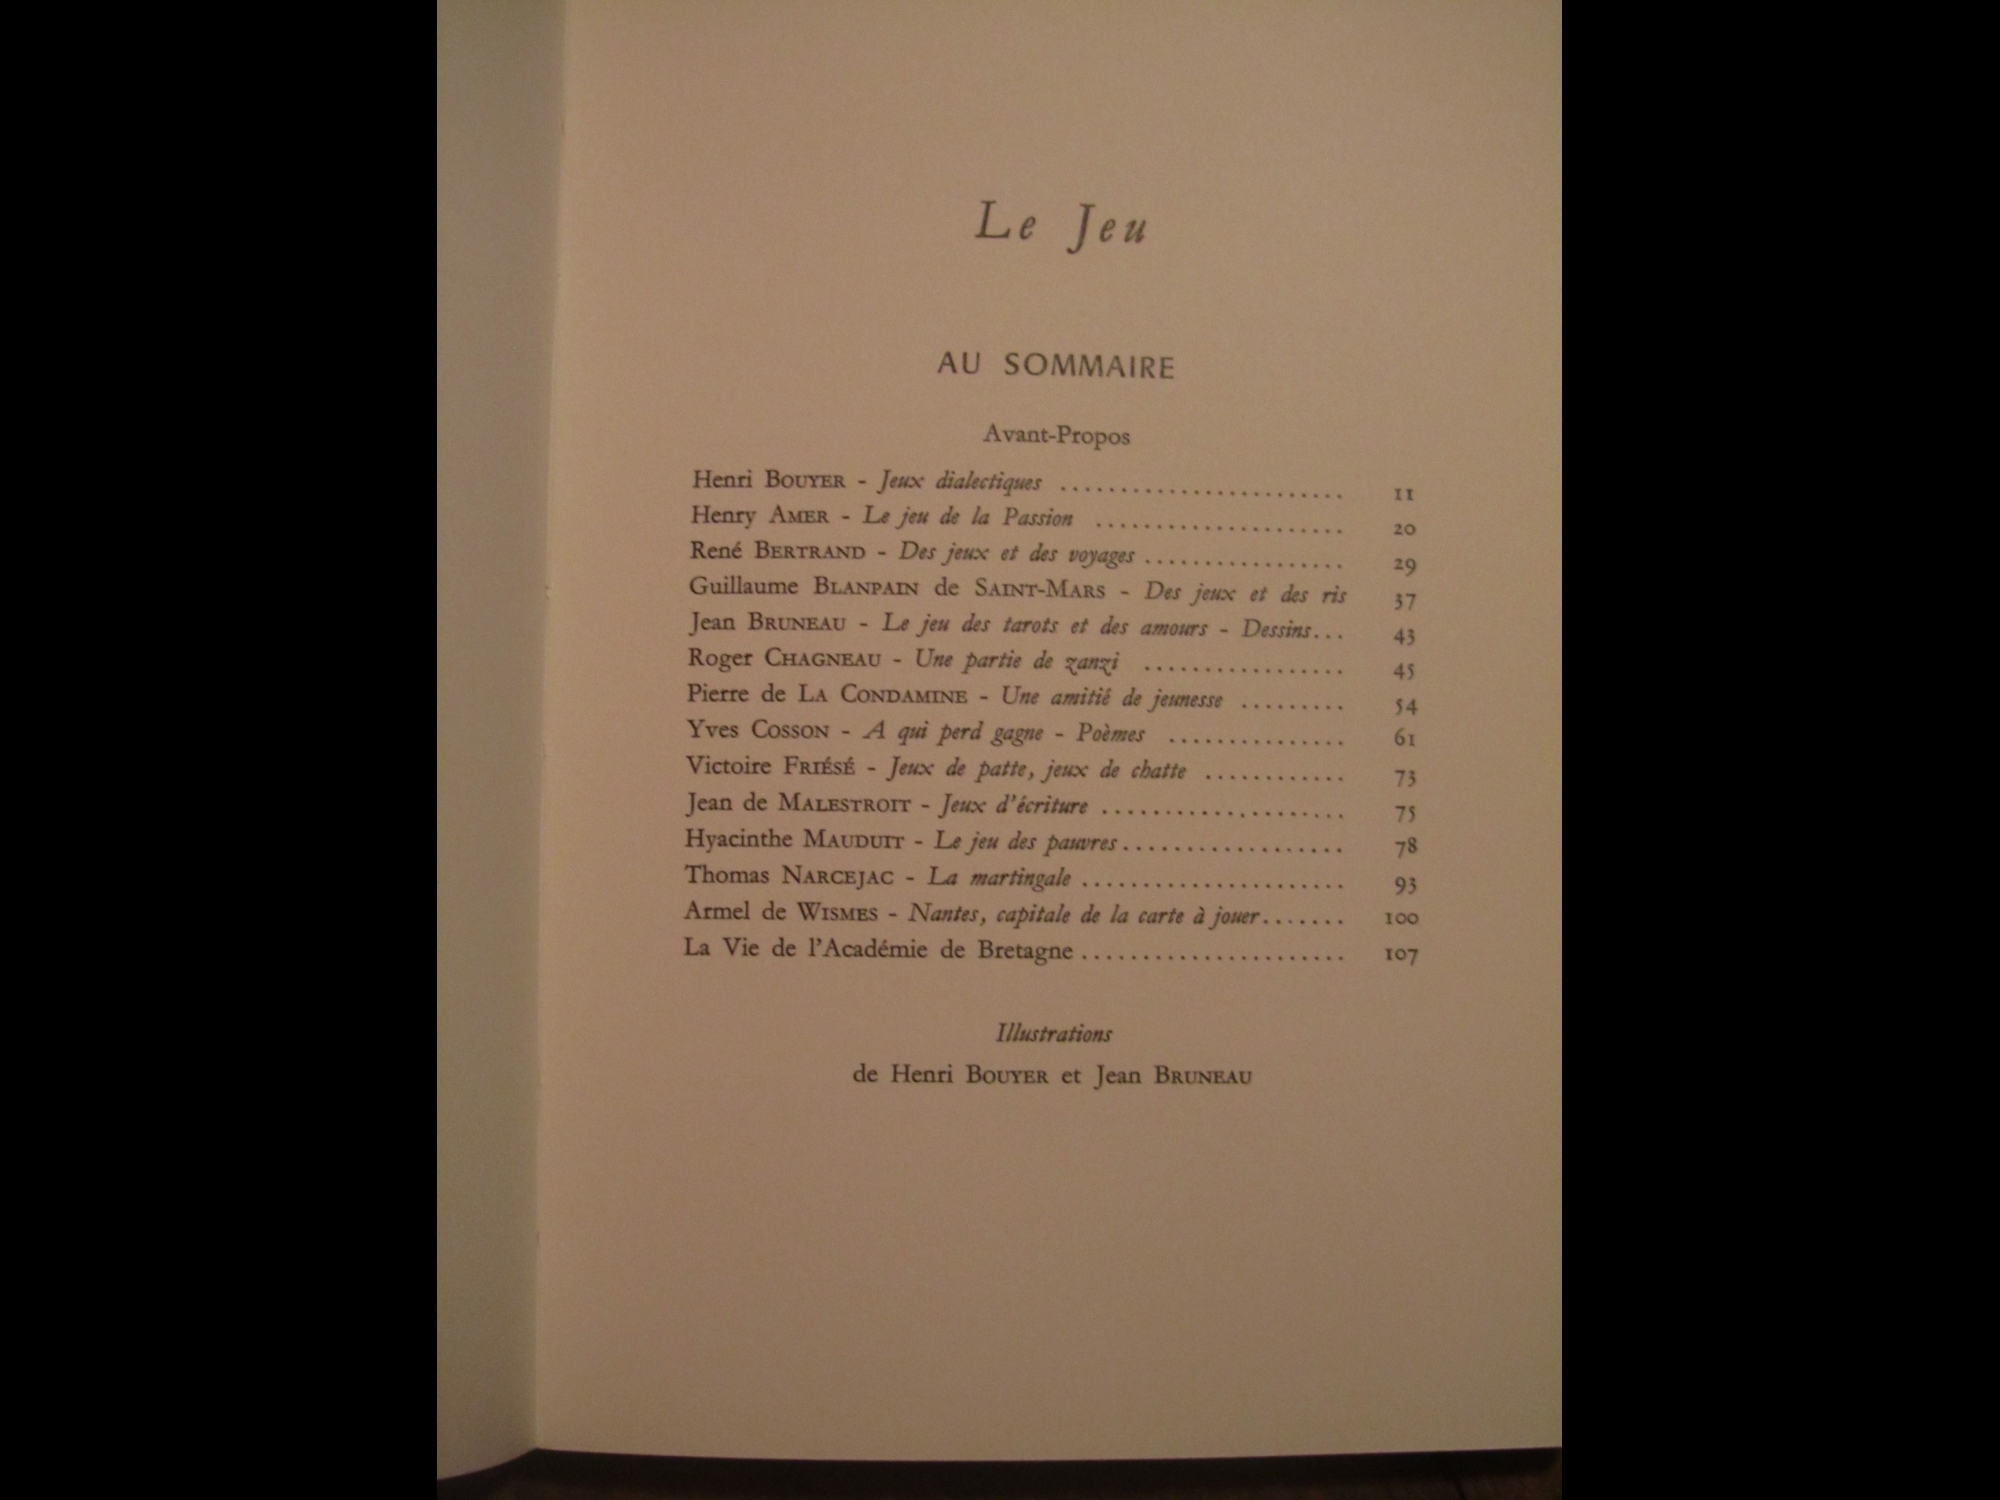 Le Jeu
AU SOMMAIRE
Avant-Propos
Henri BOUYER - Jeux dialectiques ......................... 11
Henry AMER - Le jeu de la Passion ...................... 20
René BERTRAND - Des jeux et des voyages ................. 29
Guillaume BLANPAIN de SAINT-MARS - Des jeux et des ris 37
Jean BRUNEAU - Le jeu des tarots et des amours - Dessins... 43
Roger CHAGNEAU - Une partie de zanzi .................. 45
Pierre de LA CONDAMINE - Une amitié de jeunesse ......... 54
Yves COSSON - A qui perd gagne - Poèmes ............... 61
Victoire FRIÉSÉ - Jeux de patte, jeux de chatte ............ 73
Jean de MALESTROIT - Jeux d'écriture ..................... 75
Hyacinthe MAUDUIT - Le jeu des pauvres................... 78
Thomas NARCEJAC - La martingale ........................ 93
Armel de WISMES - Nantes, capitale de la carte à jouer....... 100
La Vie de l'Académie de Bretagne........................ 107
Illustrations
de Henri BOUYER et Jean BRUNEAU